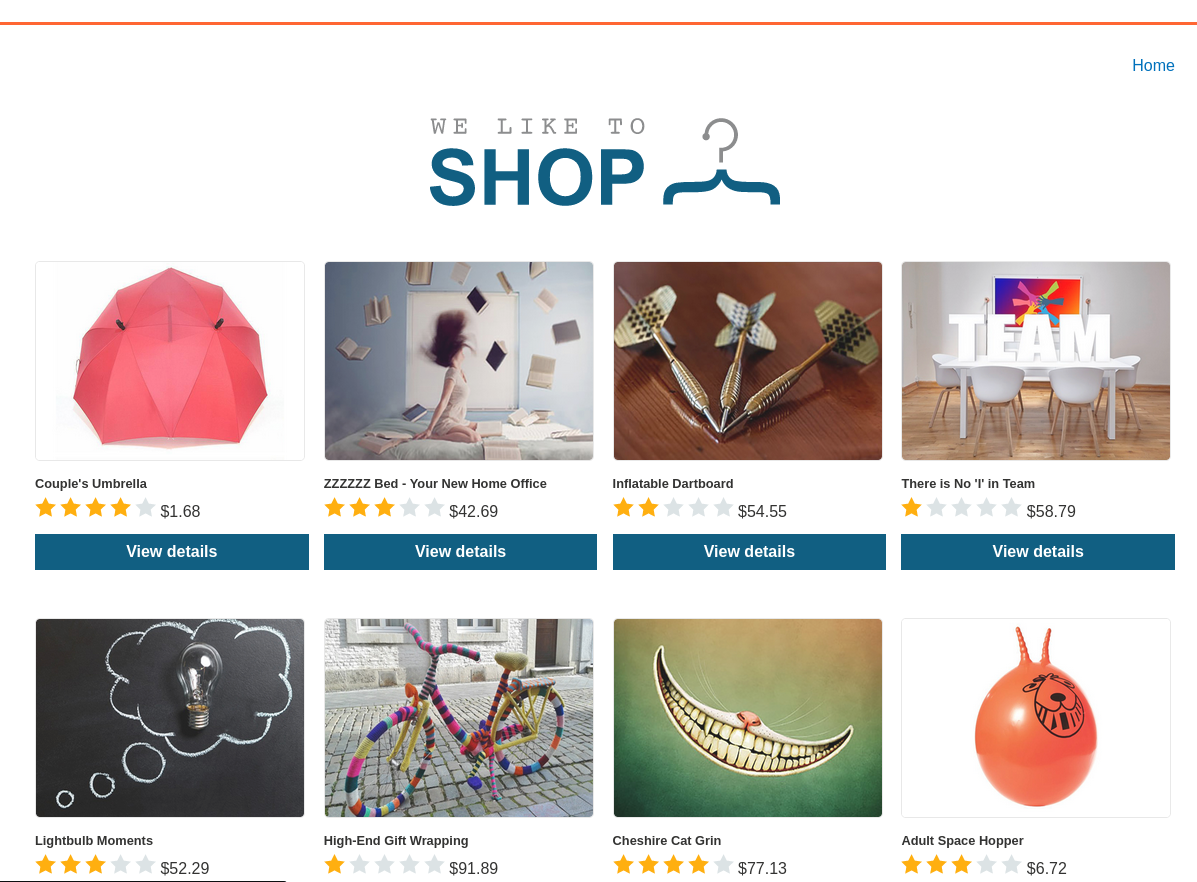 Home
WE LIKE TO
SHOP
TEAM
Couple's Umbrella
ZZZZZZ Bed - Your New Home Office
Inflatable Dartboard
There is No 'I' in Team
$1.68
$42.69
$54.55
$58.79
View details
View details
View details
View details
Lightbulb Moments
High-End Gift Wrapping
Cheshire Cat Grin
Adult Space Hopper
$52.29
$91.89
$77.13
$6.72